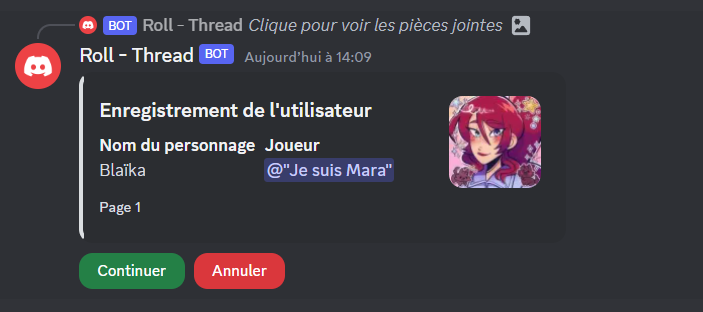 BOT Roll - Thread Clique pour voir les pièces jointes
Roll - Thread BOT Aujourd'hui à 14:09
Enregistrement de l'utilisateur
Nom du personnage Joueur
Blaïka @"Je suis Mara"
Page 1
Continuer Annuler